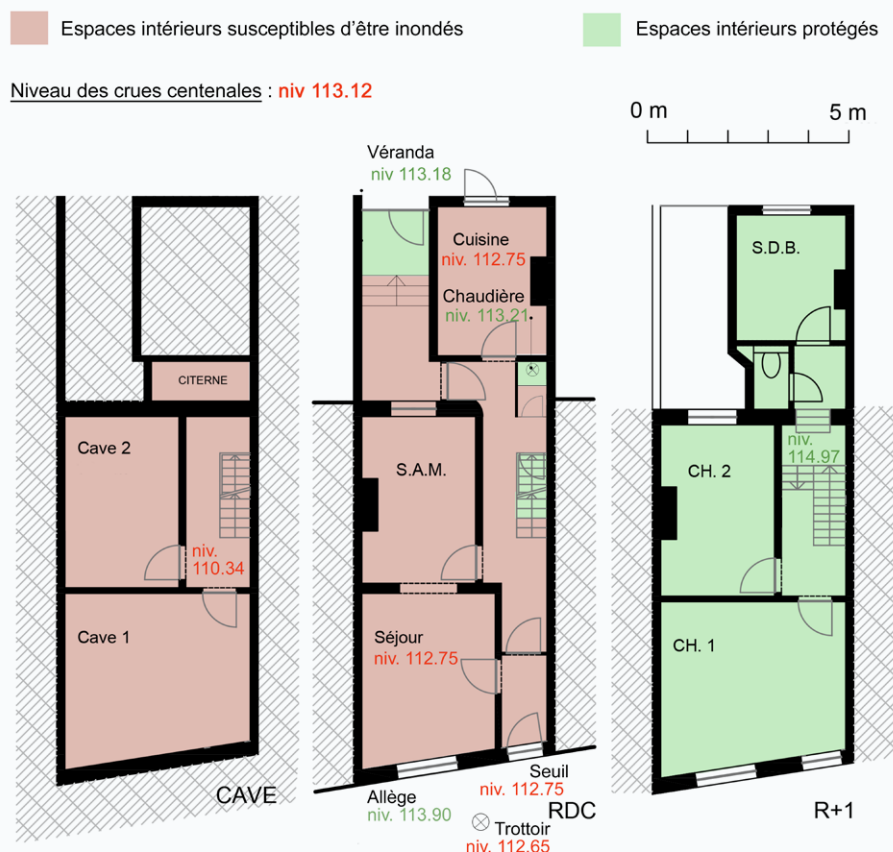 Espaces intérieurs susceptibles d’être inondés
Espaces intérieurs protégés
Niveau des crues centenales : niv 113.12
0 m
5 m
Véranda
niv 113.18
Cuisine
niv. 112.75
Chaudière
niv. 113.21
S.D.B.
CITERNE
Cave 2
S.A.M.
CH. 2
niv.
114.97
niv.
110.34
Cave 1
Séjour
niv. 112.75
CH. 1
CAVE
Allège
niv. 113.90
Seuil
niv. 112.75
RDC
R+1
Trottoir
niv. 112.65